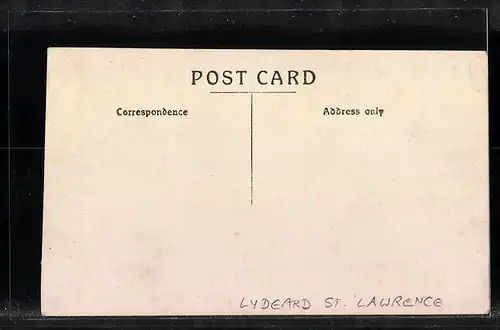 POST CARD
Correspondence
Address only
LYDEARD ST. LAWRENCE